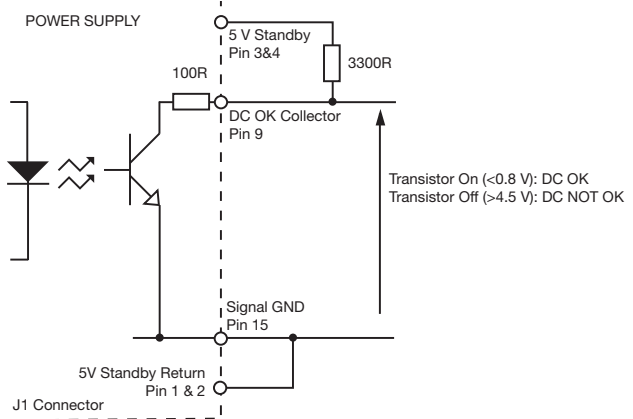 POWER SUPPLY
5 V Standby
Pin 3&4
3300R
100R
DC OK Collector
Pin 9
Transistor On (<0.8 V): DC OK
Transistor Off (>4.5 V): DC NOT OK
Signal GND
Pin 15
5V Standby Return
Pin 1 & 2
J1 Connector